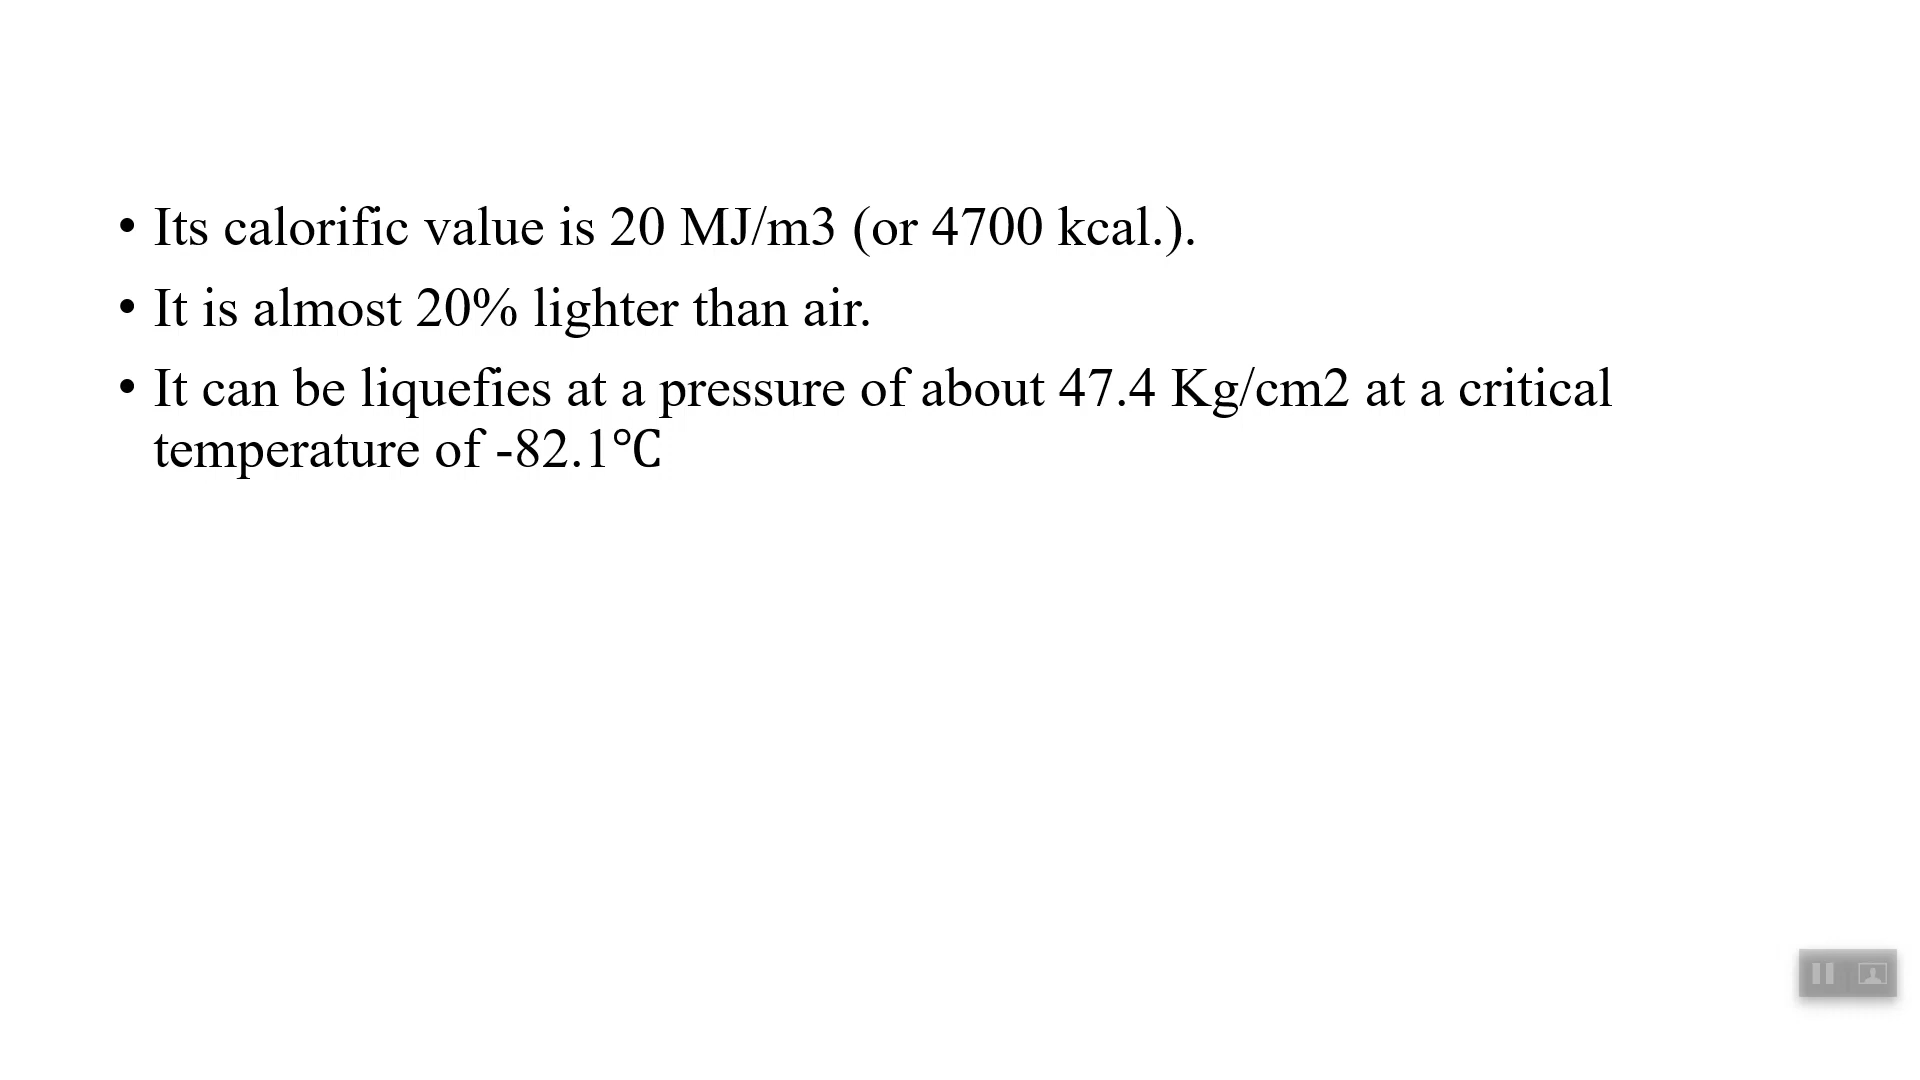 • Its calorific value is 20 MJ/m3 (or 4700 kcal.).
• It is almost 20% lighter than air.
• It can be liquefies at a pressure of about 47.4 Kg/cm2 at a critical
temperature of -82.1℃